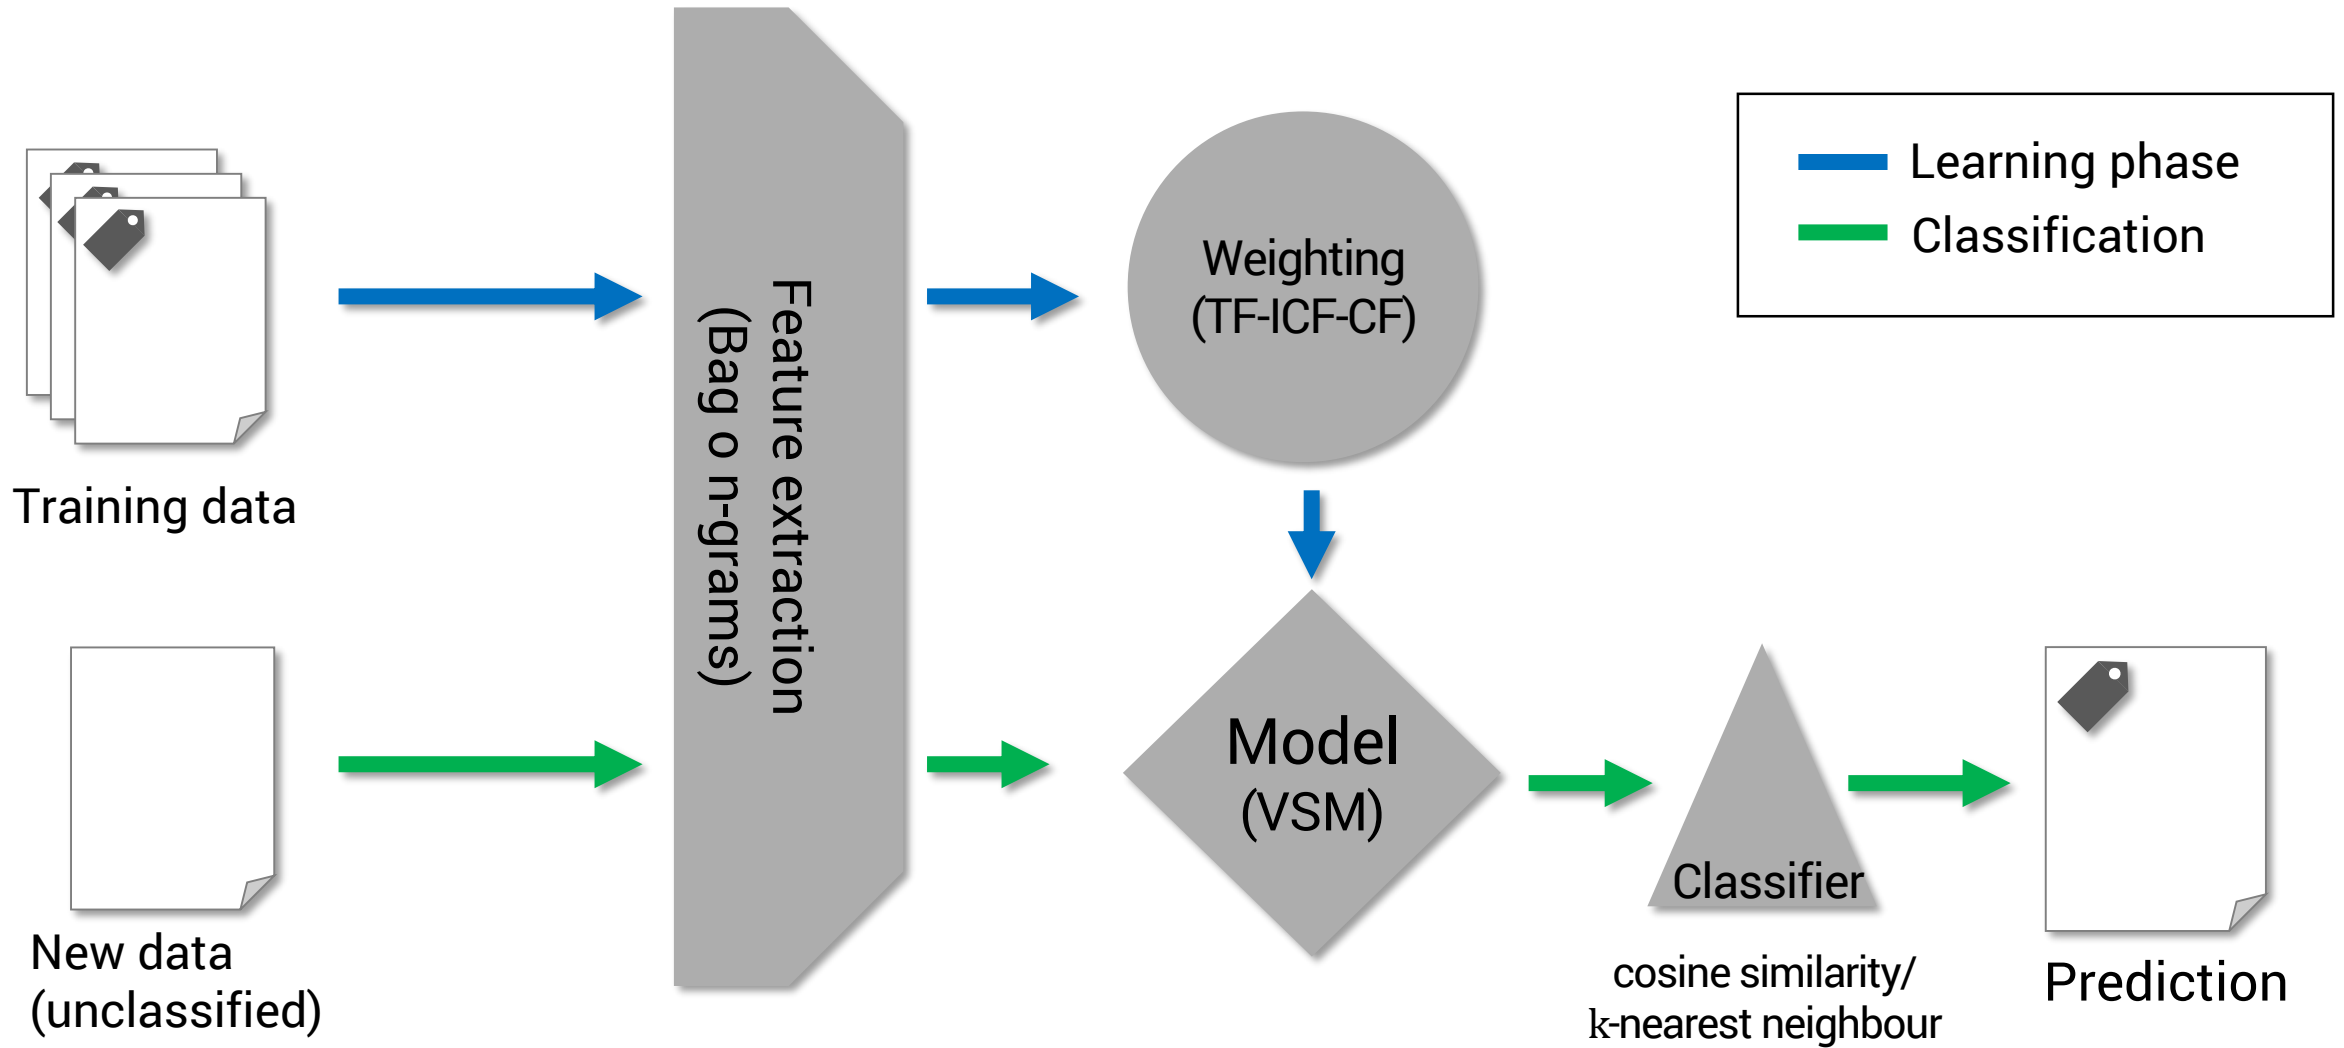 Training data
New data
(unclassified)
Feature extraction
(Bag o n-grams)
Weighting
(TF-ICF-CF)
Model
(VSM)
Classifier
cosine similarity/
k-nearest neighbour
Prediction
Learning phase
Classification